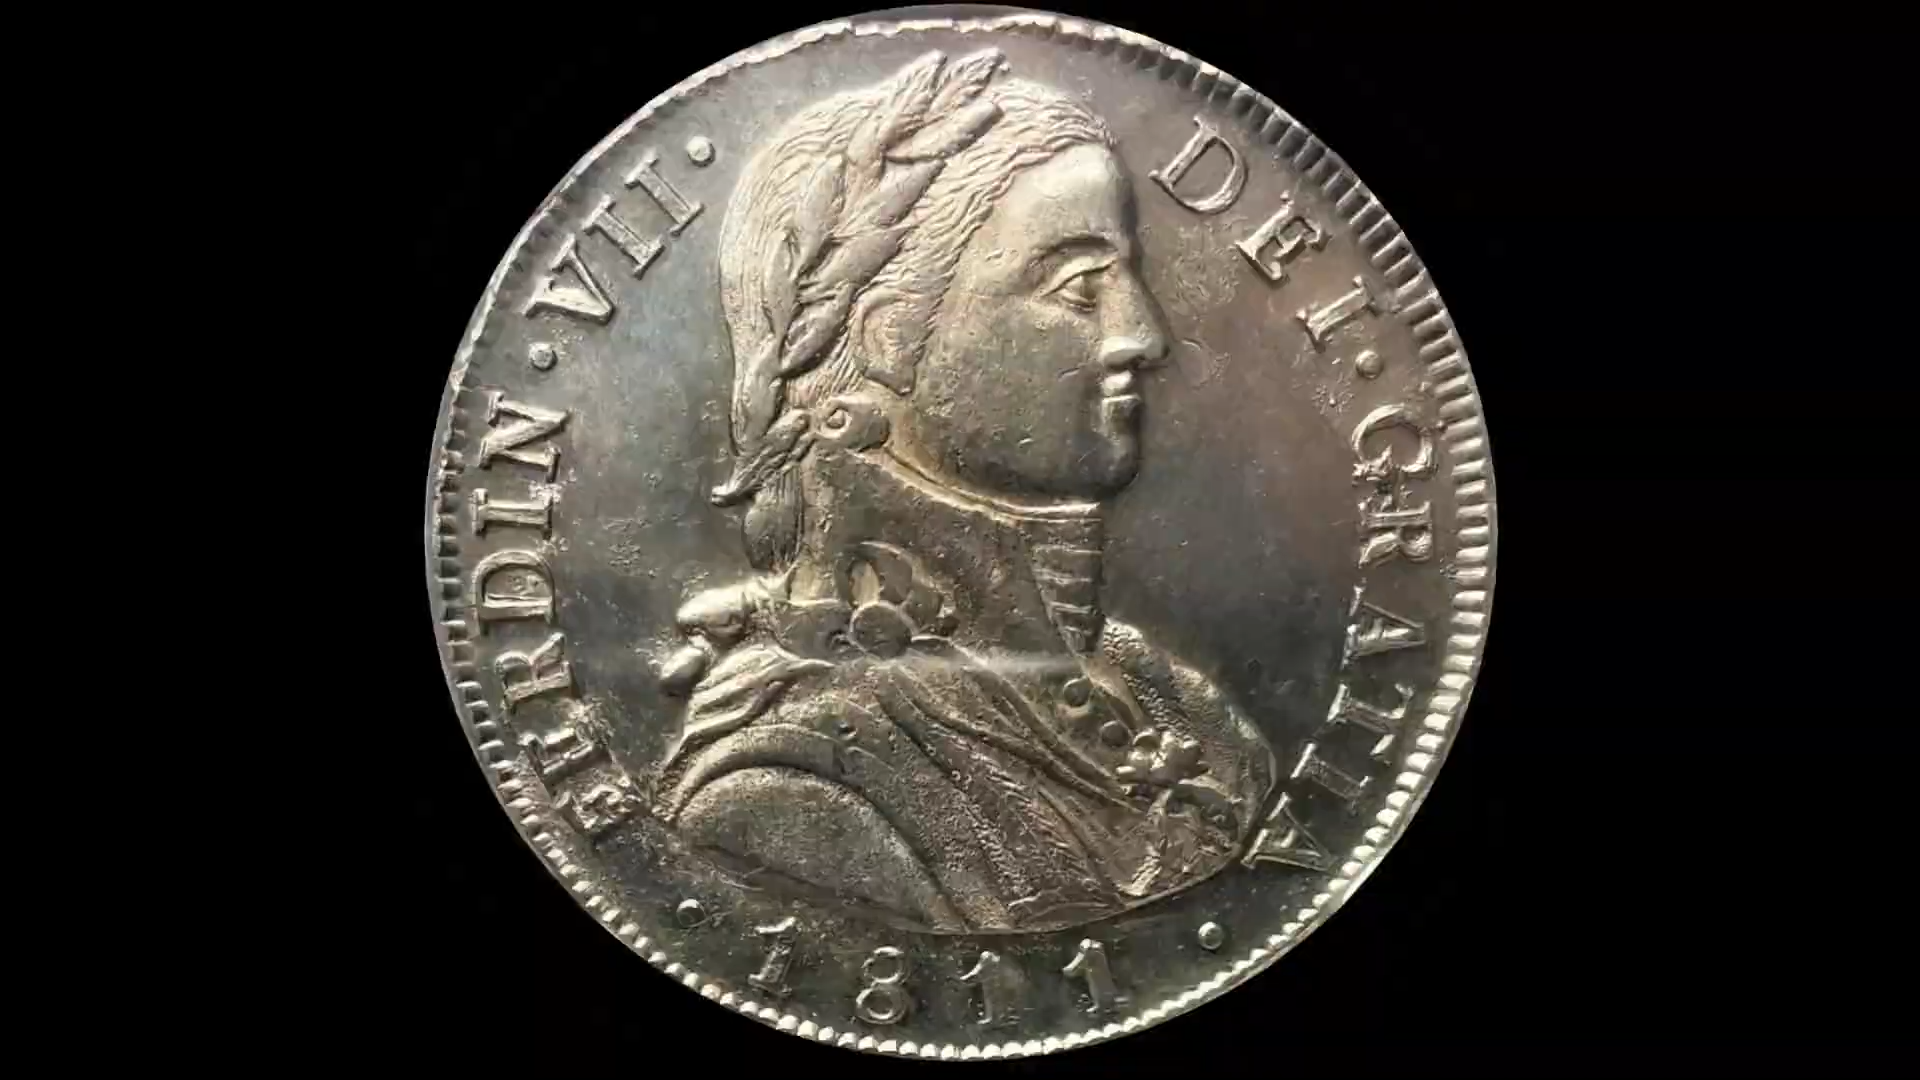 FERDIN · VII · DEI · GRATIA
· 1811 ·